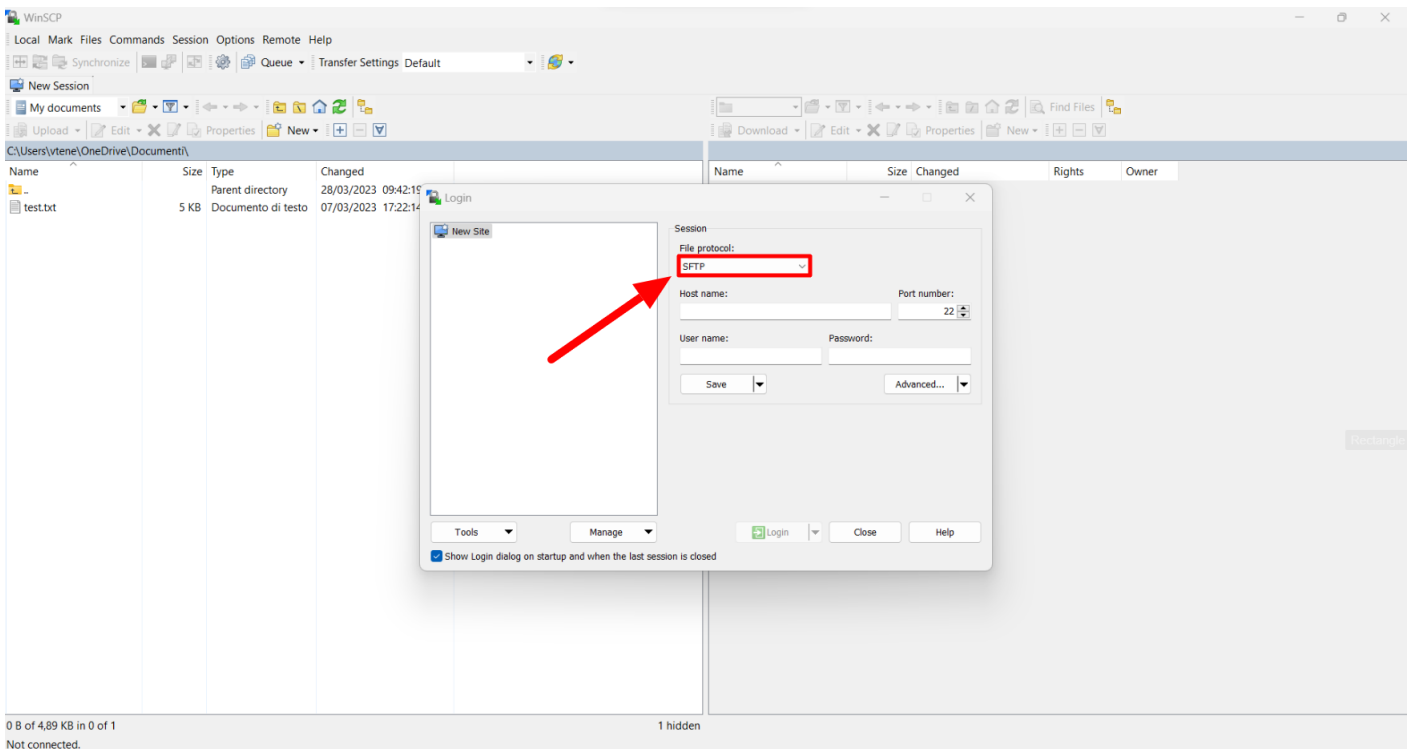 WinSCP
Local Mark Files Commands Session Options Remote Help
Synchronize Queue Transfer Settings Default
New Session
My documents Find Files
Upload Edit Properties New Download Edit Properties New
C:\Users\vtene\OneDrive\Documenti\
Name Size Type Changed Name Size Changed Rights Owner
.. Parent directory 28/03/2023 09:42:19
test.txt 5 KB Documento di testo 07/03/2023 17:22:14
Login
New Site
Session
File protocol:
SFTP
Host name: Port number:
22
User name: Password:
Save Advanced...
Rectangle
Tools Manage Login Close Help
Show Login dialog on startup and when the last session is closed
0 B of 4,89 KB in 0 of 1 1 hidden
Not connected.